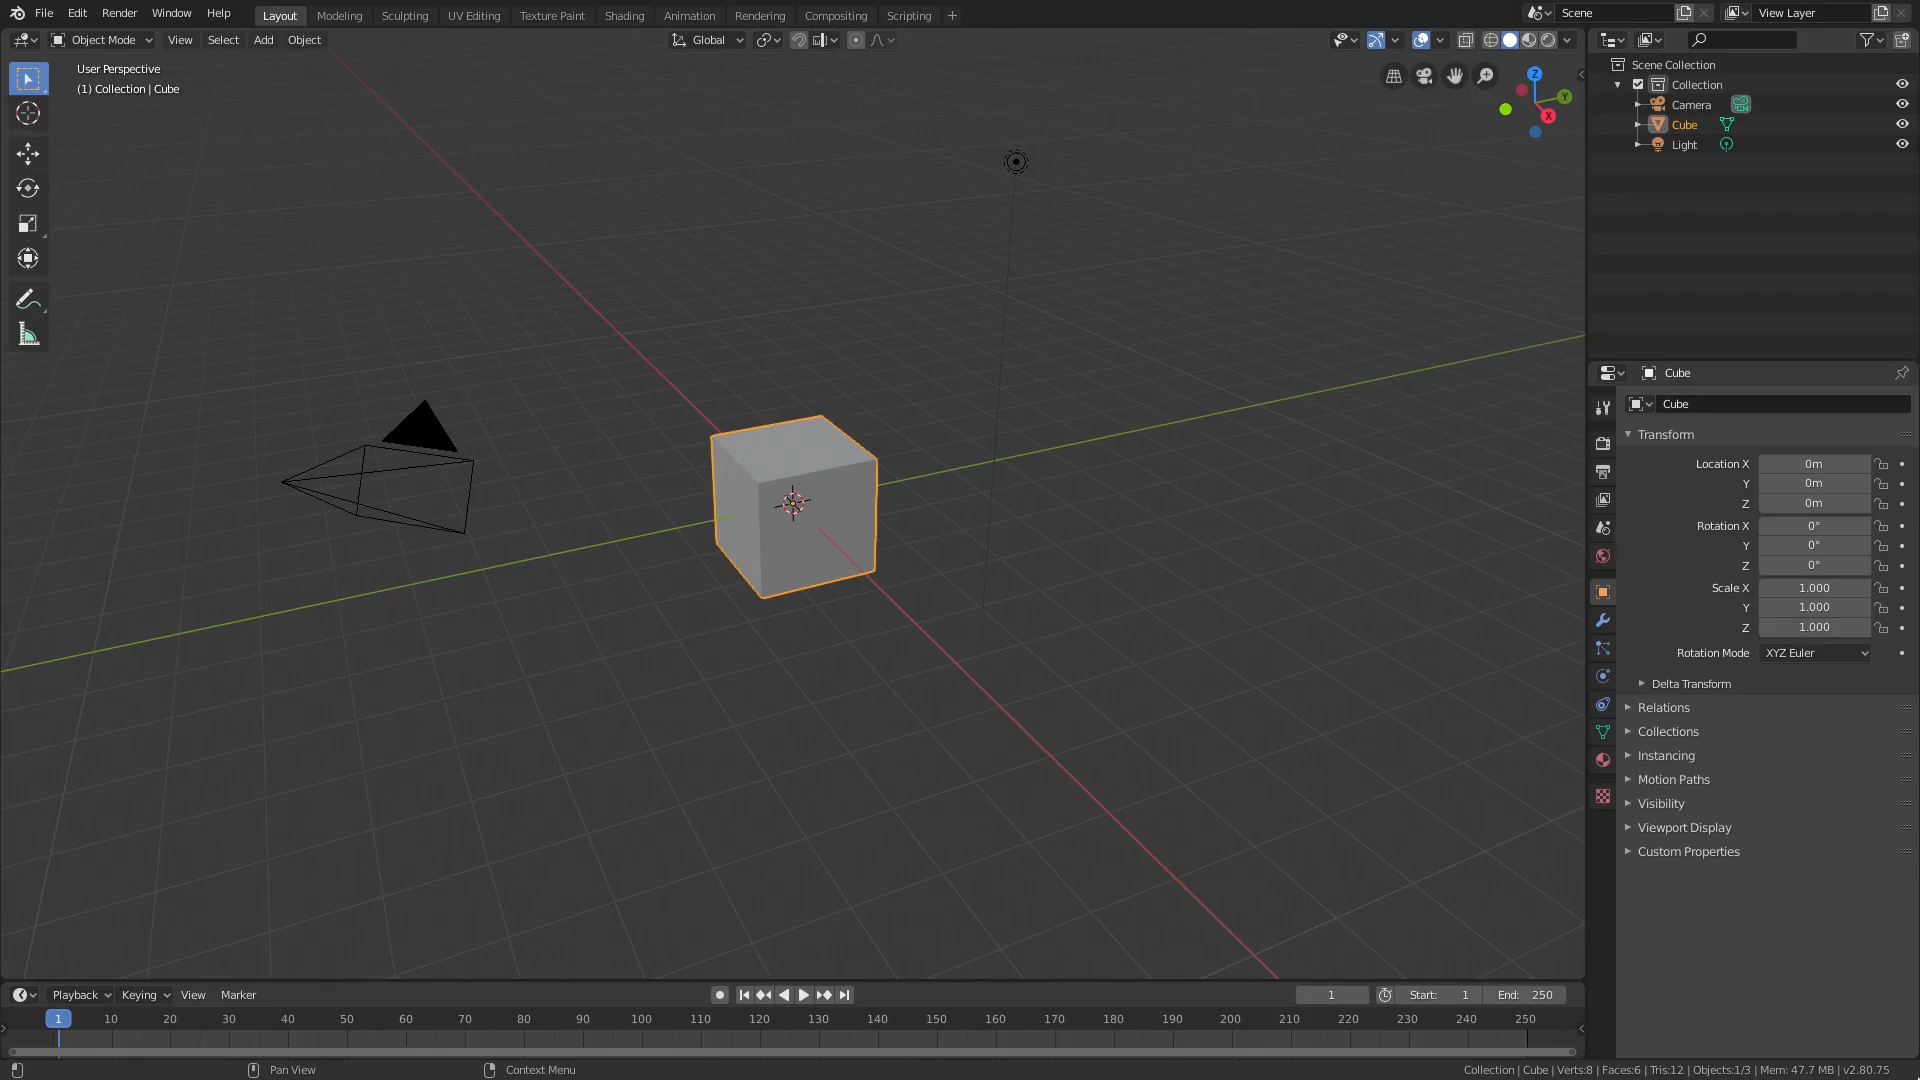 File Edit Render Window Help Layout Modeling Sculpting UV Editing Texture Paint Shading Animation Rendering Compositing Scripting + Scene View Layer
Object Mode View Select Add Object Global
User Perspective
(1) Collection | Cube
Z
Y
X
Scene Collection
Collection
Camera
Cube
Light
Cube
Cube
Transform
Location X 0m
Y 0m
Z 0m
Rotation X 0°
Y 0°
Z 0°
Scale X 1.000
Y 1.000
Z 1.000
Rotation Mode XYZ Euler
Delta Transform
Relations
Collections
Instancing
Motion Paths
Visibility
Viewport Display
Custom Properties
Playback Keying View Marker 1 Start: 1 End: 250
1 10 20 30 40 50 60 70 80 90 100 110 120 130 140 150 160 170 180 190 200 210 220 230 240 250
Pan View Context Menu Collection | Cube | Verts:8 | Faces:6 | Tris:12 | Objects:1/3 | Mem: 47.7 MB | v2.80.75